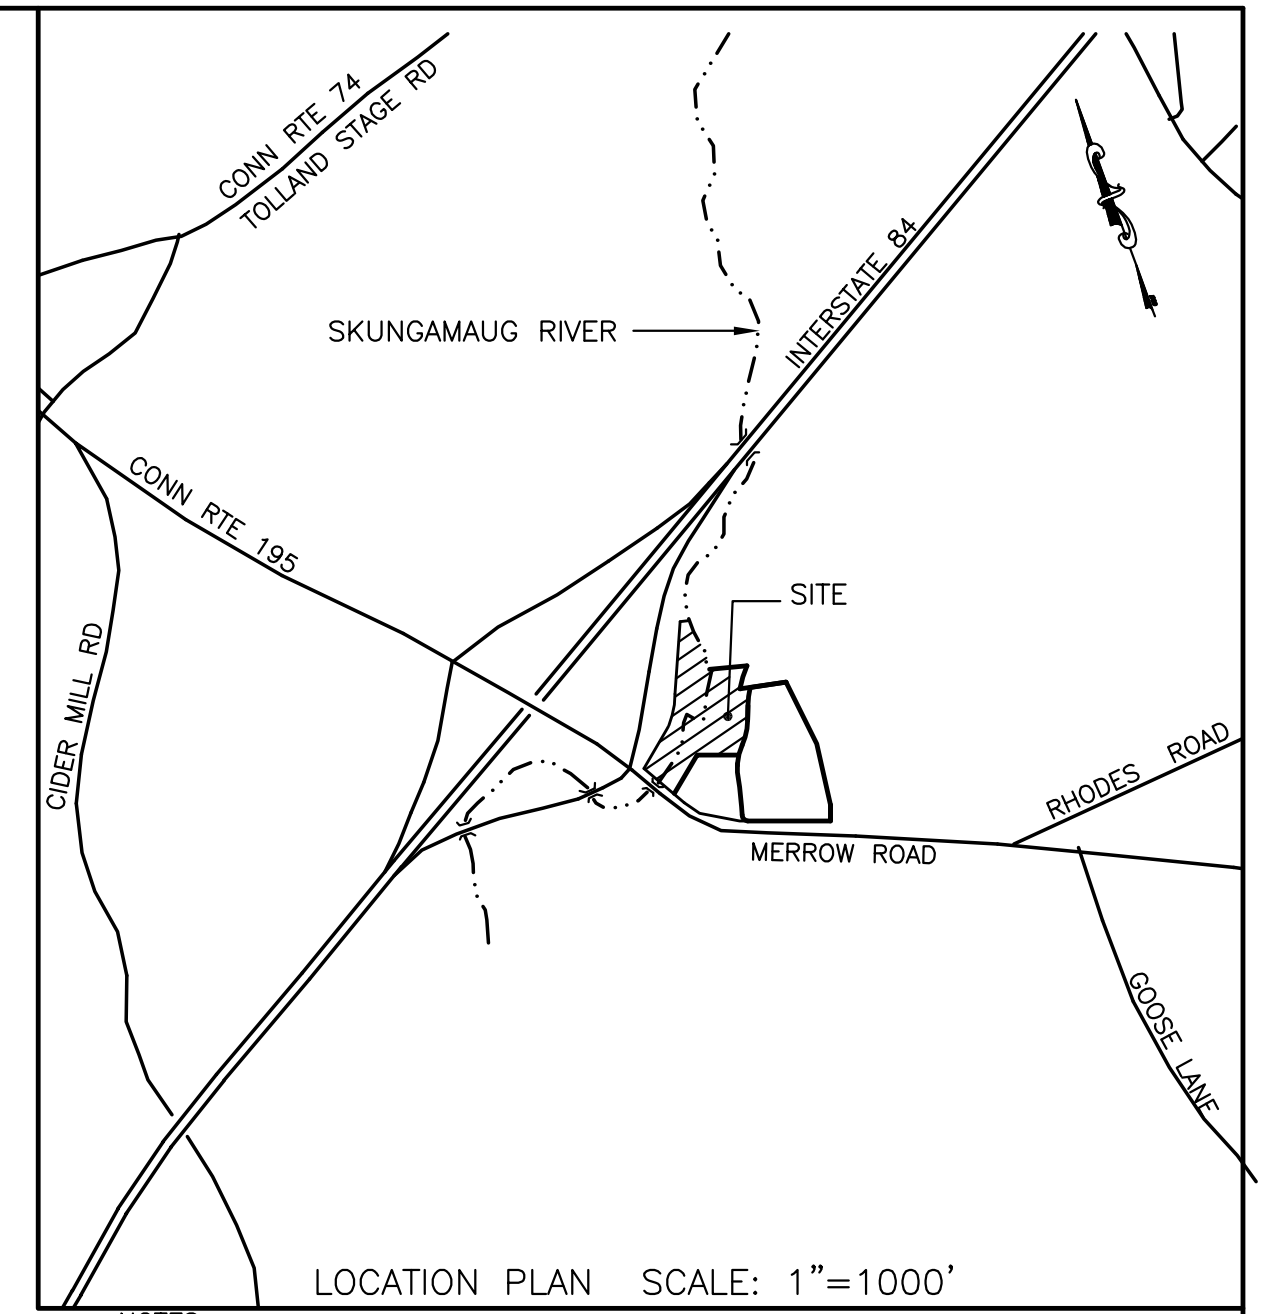 CONN RTE 74
TOLLAND STAGE RD
INTERSTATE 84
SKUNGAMAUG RIVER
CONN RTE 195
SITE
CIDER MILL RD
RHODES ROAD
MERROW ROAD
GOOSE LANE
LOCATION PLAN SCALE: 1"=1000'